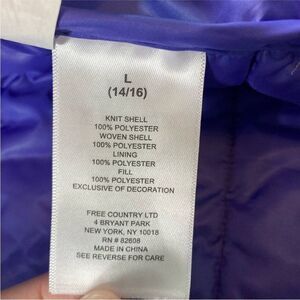 L
(14/16)
KNIT SHELL
100% POLYESTER
WOVEN SHELL
100% POLYESTER
LINING
100% POLYESTER
FILL
100% POLYESTER
EXCLUSIVE OF DECORATION
FREE COUNTRY LTD
4 BRYANT PARK
NEW YORK, NY 10018
RN # 82608
MADE IN CHINA
SEE REVERSE FOR CARE